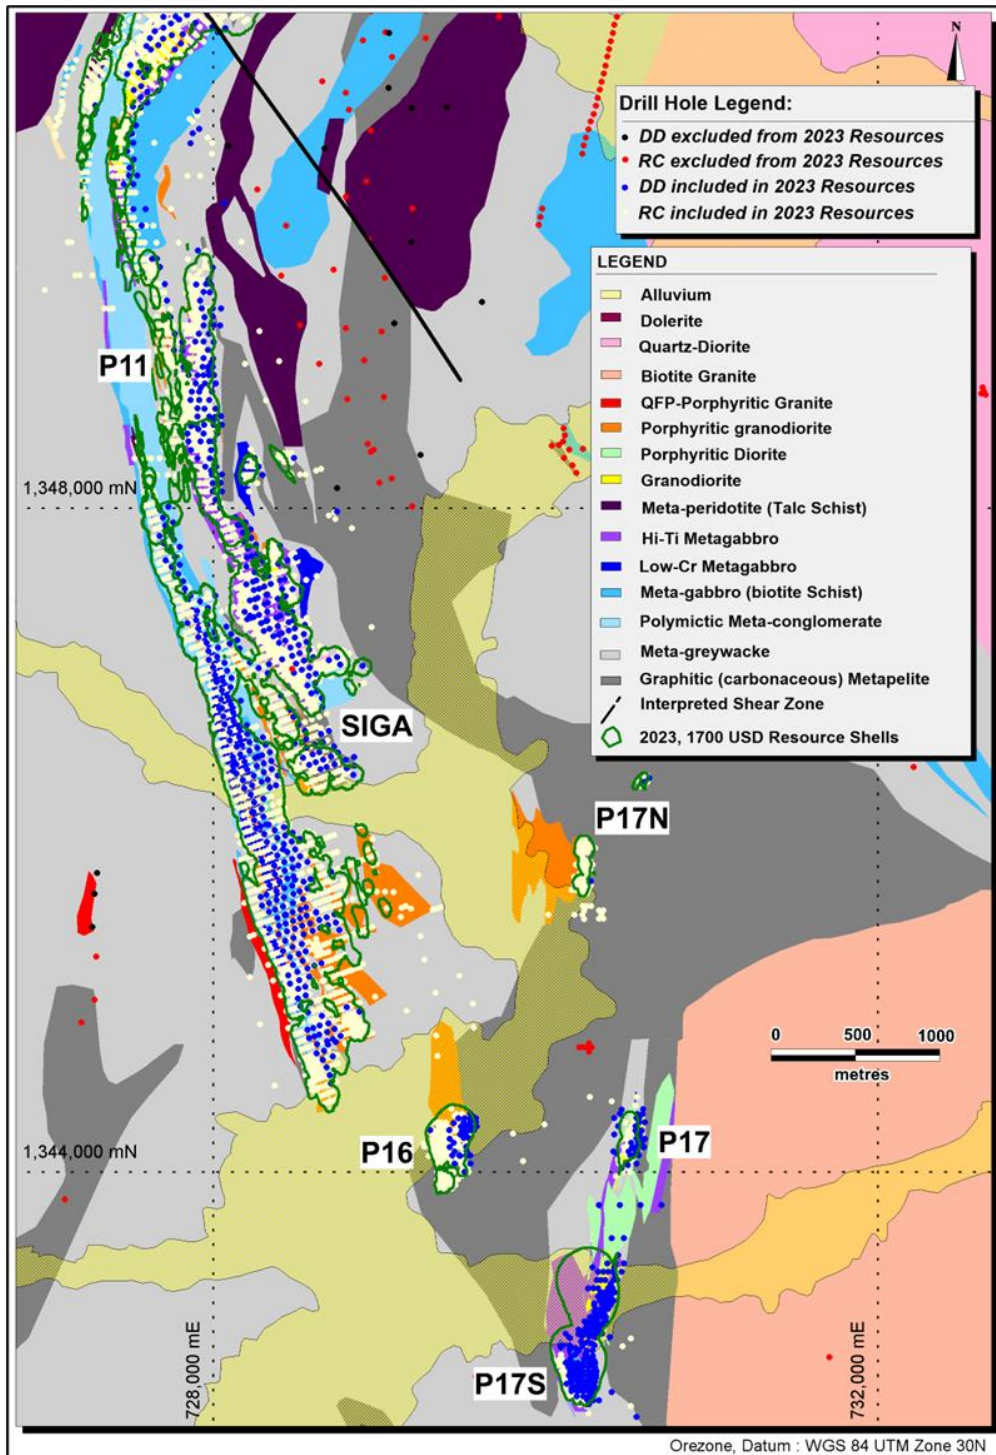 N
Drill Hole Legend:
DD excluded from 2023 Resources
RC excluded from 2023 Resources
DD included in 2023 Resources
RC included in 2023 Resources
LEGEND
Alluvium
Dolerite
Quartz-Diorite
Biotite Granite
QFP-Porphyritic Granite
Porphyritic granodiorite
Porphyritic Diorite
Granodiorite
Meta-peridotite (Talc Schist)
Hi-Ti Metagabbro
Low-Cr Metagabbro
Meta-gabbro (biotite Schist)
Polymictic Meta-conglomerate
Meta-greywacke
Graphitic (carbonaceous) Metapelite
Interpreted Shear Zone
2023, 1700 USD Resource Shells
P11
1,348,000 mN
SIGA
P17N
0 500 1000
metres
P16
P17
1,344,000 mN
P17S
728,000 mE
732,000 mE
Orezone, Datum : WGS 84 UTM Zone 30N